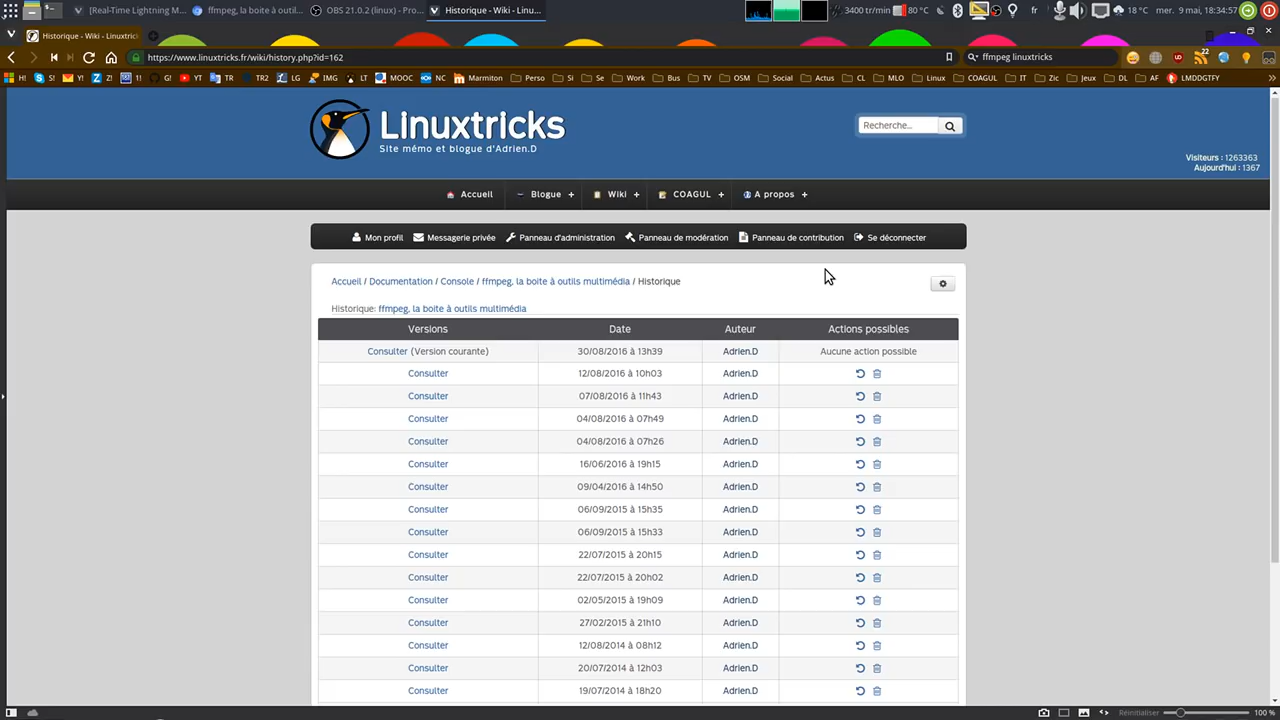 [Real-Time Lightning M...
ffmpeg, la boite à outil...
OBS 21.0.2 (linux) - Pro...
Historique - Wiki - Linu...
3400 tr/min
80 °C
fr
18 °C
mer. 9 mai, 18:34:57
Historique - Wiki - Linuxtric
https://www.linuxtricks.fr/wiki/history.php?id=162
ffmpeg linuxtricks
22
H! S! Y! Z! 1! G! YT TR TR2 LG IMG LT MOOC NC Marmiton Perso Si Se Work Bus TV OSM Social Actus CL MLO Linux COAGUL IT Zic Jeux DL AF LMDDGTFY
Linuxtricks
Site mémo et blogue d'Adrien.D
Recherche...
Visiteurs : 1263363
Aujourd'hui : 1367
Accueil Blogue + Wiki + COAGUL + A propos +
Mon profil Messagerie privée Panneau d'administration Panneau de modération Panneau de contribution Se déconnecter
Accueil / Documentation / Console / ffmpeg, la boite à outils multimédia / Historique
Historique: ffmpeg, la boite à outils multimédia
Versions Date Auteur Actions possibles
Consulter (Version courante) 30/08/2016 à 13h39 Adrien.D Aucune action possible
Consulter 12/08/2016 à 10h03 Adrien.D
Consulter 07/08/2016 à 11h43 Adrien.D
Consulter 04/08/2016 à 07h49 Adrien.D
Consulter 04/08/2016 à 07h26 Adrien.D
Consulter 16/06/2016 à 19h15 Adrien.D
Consulter 09/04/2016 à 14h50 Adrien.D
Consulter 06/09/2015 à 15h35 Adrien.D
Consulter 06/09/2015 à 15h33 Adrien.D
Consulter 22/07/2015 à 20h15 Adrien.D
Consulter 22/07/2015 à 20h02 Adrien.D
Consulter 02/05/2015 à 19h09 Adrien.D
Consulter 27/02/2015 à 21h10 Adrien.D
Consulter 12/08/2014 à 08h12 Adrien.D
Consulter 20/07/2014 à 12h03 Adrien.D
Consulter 19/07/2014 à 18h20 Adrien.D
Réinitialiser
100 %